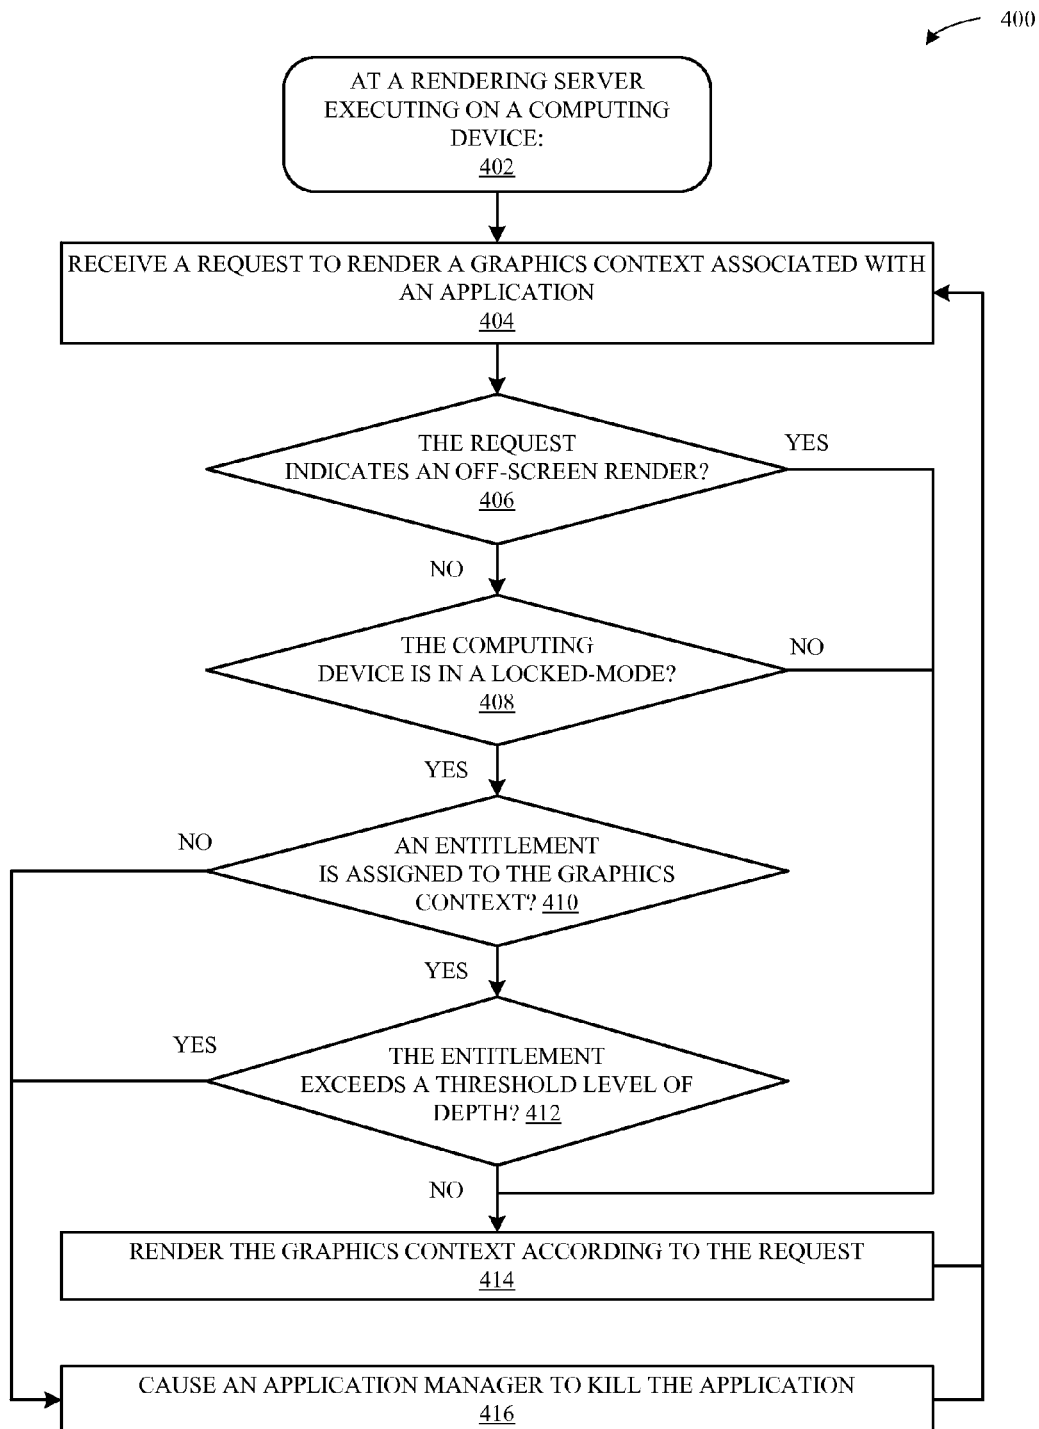 400
AT A RENDERING SERVER
EXECUTING ON A COMPUTING
DEVICE:
402
RECEIVE A REQUEST TO RENDER A GRAPHICS CONTEXT ASSOCIATED WITH
AN APPLICATION
404
THE REQUEST
INDICATES AN OFF-SCREEN RENDER?
406
YES
NO
THE COMPUTING
DEVICE IS IN A LOCKED-MODE?
408
NO
YES
AN ENTITLEMENT
IS ASSIGNED TO THE GRAPHICS
CONTEXT? 410
NO
YES
THE ENTITLEMENT
EXCEEDS A THRESHOLD LEVEL OF
DEPTH? 412
YES
NO
RENDER THE GRAPHICS CONTEXT ACCORDING TO THE REQUEST
414
CAUSE AN APPLICATION MANAGER TO KILL THE APPLICATION
416